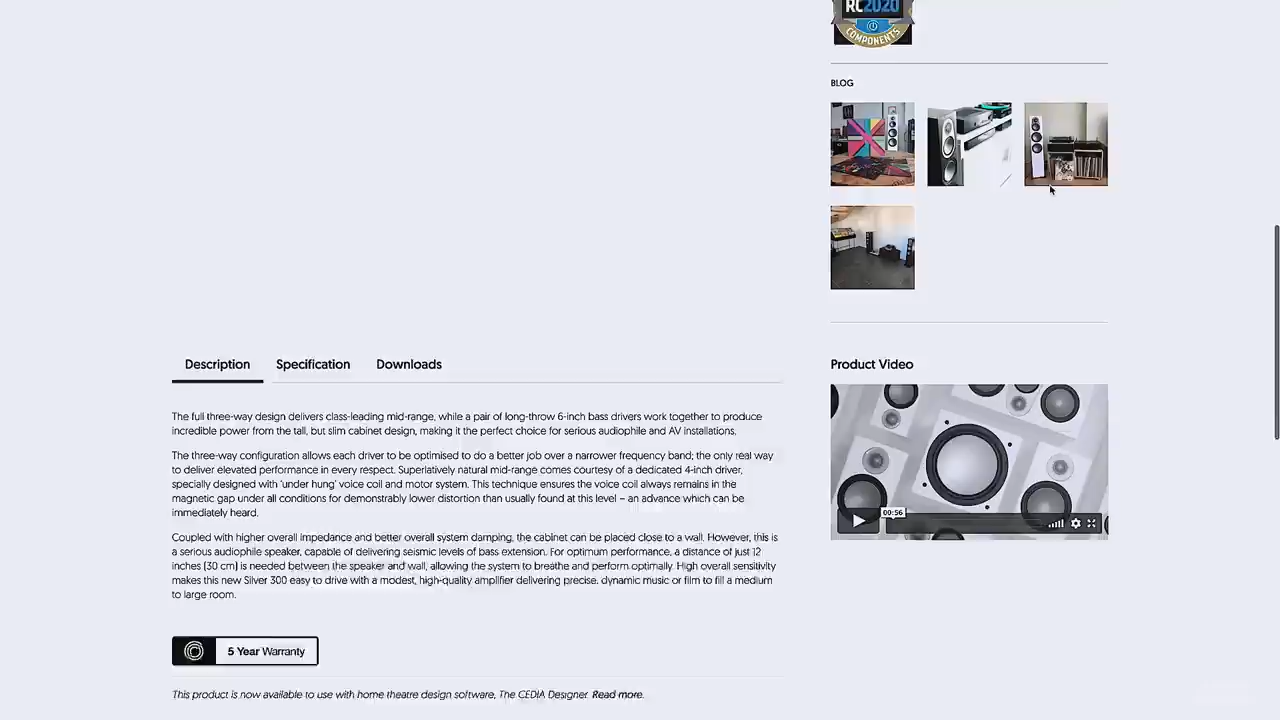 RC2020
COMPONENTS
BLOG
Description Specification Downloads
Product Video
The full three-way design delivers class-leading mid-range, while a pair of long-throw 6-inch bass drivers work together to produce
incredible power from the tall, but slim cabinet design, making it the perfect choice for serious audiophile and AV installations.
The three-way configuration allows each driver to be optimised to do a better job over a narrower frequency band; the only real way
to deliver elevated performance in every respect. Superlatively natural mid-range comes courtesy of a dedicated 4-inch driver,
specially designed with 'under hung' voice coil and motor system. This technique ensures the voice coil always remains in the
magnetic gap under all conditions for demonstrably lower distortion than usually found at this level – an advance which can be
immediately heard.
00:56
Coupled with higher overall impedance and better overall system damping, the cabinet can be placed close to a wall. However, this is
a serious audiophile speaker, capable of delivering seismic levels of bass extension. For optimum performance, a distance of just 12
inches (30 cm) is needed between the speaker and wall, allowing the system to breathe and perform optimally. High overall sensitivity
makes this new Silver 300 easy to drive with a modest, high-quality amplifier delivering precise, dynamic music or film to fill a medium
to large room.
5 Year Warranty
This product is now available to use with home theatre design software, The CEDIA Designer. Read more.